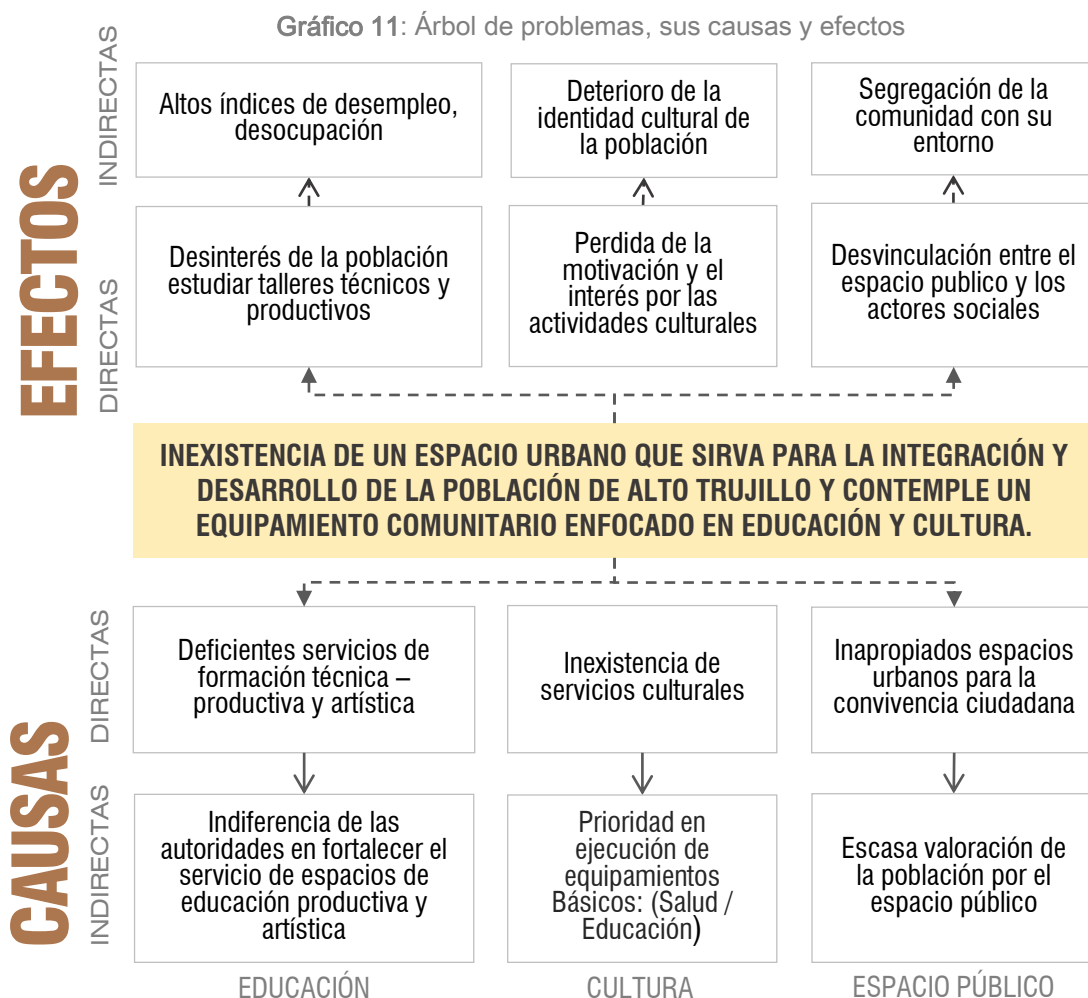 Gráfico 11: Árbol de problemas, sus causas y efectos
EFECTOS
INDIRECTAS
Altos índices de desempleo,
desocupación
Deterioro de la
identidad cultural de
la población
Segregación de la
comunidad con su
entorno
DIRECTAS
Desinterés de la población
estudiar talleres técnicos y
productivos
Perdida de la
motivación y el
interés por las
actividades culturales
Desvinculación entre el
espacio publico y los
actores sociales
INEXISTENCIA DE UN ESPACIO URBANO QUE SIRVA PARA LA INTEGRACIÓN Y
DESARROLLO DE LA POBLACIÓN DE ALTO TRUJILLO Y CONTEMPLE UN
EQUIPAMIENTO COMUNITARIO ENFOCADO EN EDUCACIÓN Y CULTURA.
CAUSAS
DIRECTAS
Deficientes servicios de
formación técnica –
productiva y artística
Inexistencia de
servicios culturales
Inapropiados espacios
urbanos para la
convivencia ciudadana
INDIRECTAS
Indiferencia de las
autoridades en fortalecer el
servicio de espacios de
educación productiva y
artística
Prioridad en
ejecución de
equipamientos
Básicos: (Salud /
Educación)
Escasa valoración de
la población por el
espacio público
EDUCACIÓN
CULTURA
ESPACIO PÚBLICO